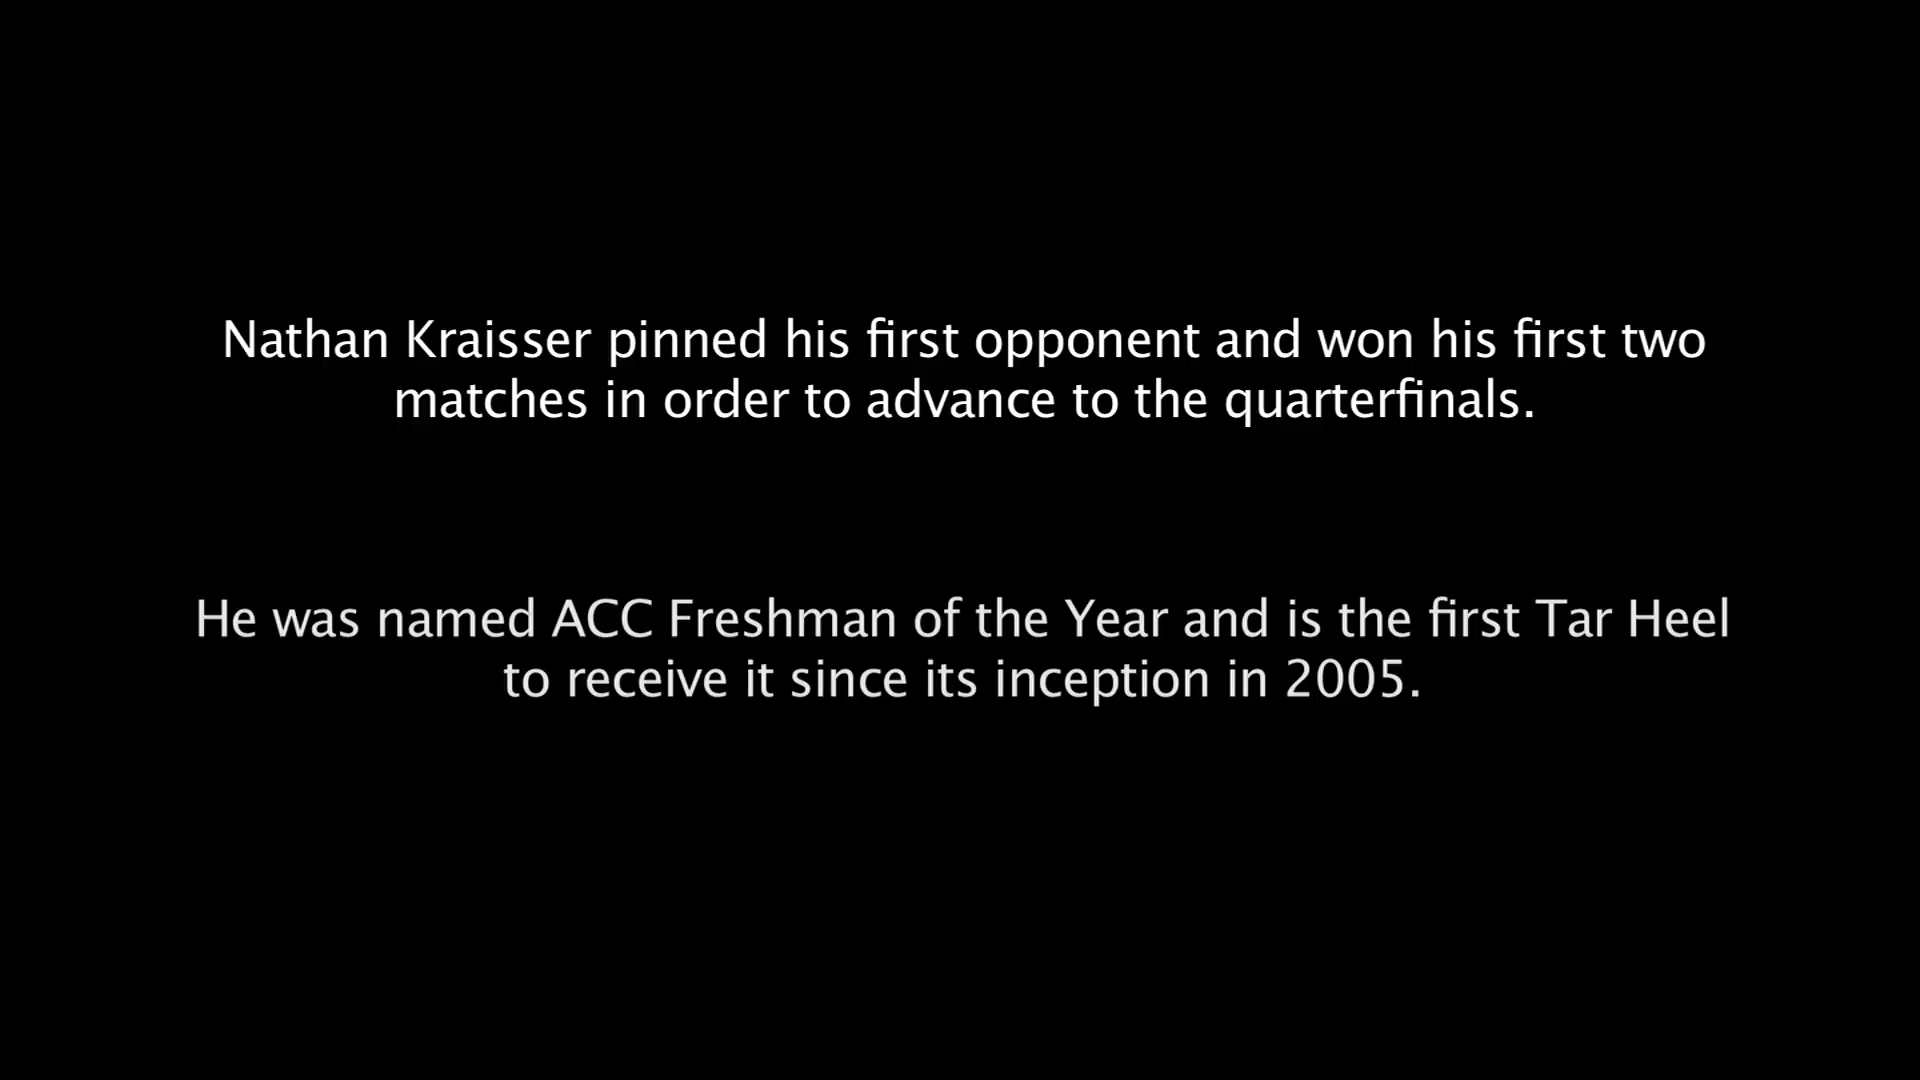 Nathan Kraisser pinned his first opponent and won his first two
matches in order to advance to the quarterfinals.
He was named ACC Freshman of the Year and is the first Tar Heel
to receive it since its inception in 2005.